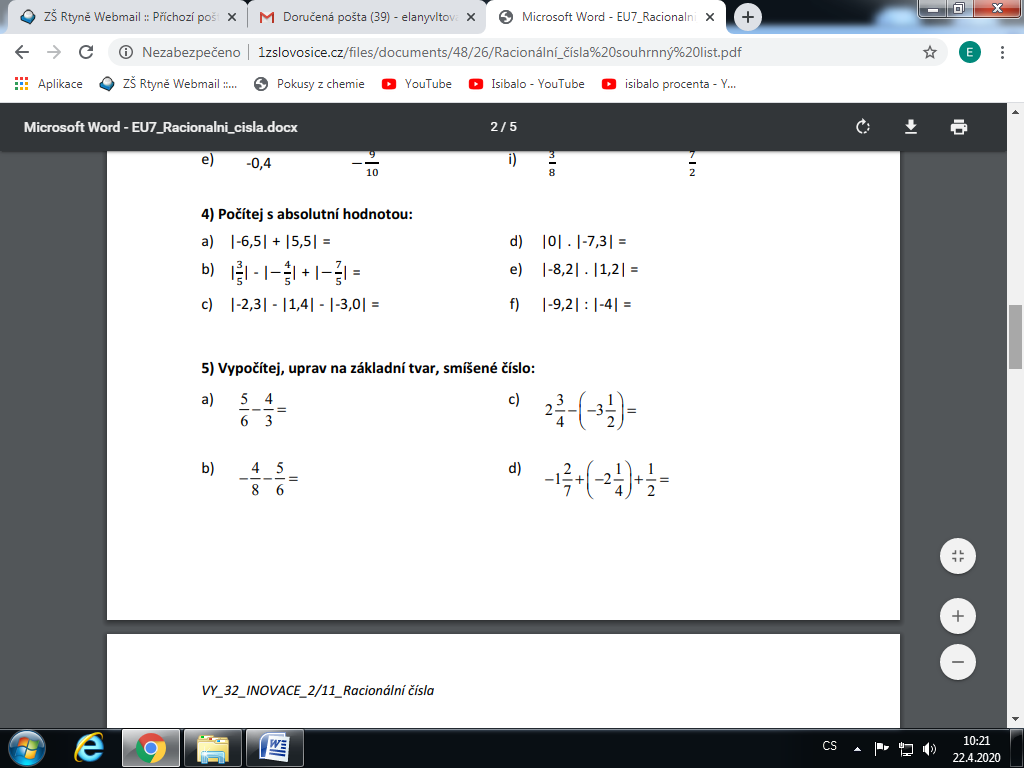 ZŠ Rtyně Webmail :: Příchozí poš
Doručená pošta (39) - elanyvltova
Microsoft Word - EU7_Racionalni
Nezabezpečeno | 1zslovosice.cz/files/documents/48/26/Racionální_čísla%20souhrnný%20list.pdf
E
Aplikace ZŠ Rtyně Webmail ::... Pokusy z chemie YouTube Isibalo - YouTube isibalo procenta - Y...
Microsoft Word - EU7_Racionalni_cisla.docx 2 / 5
e) -0,4 −9/10 i) 3/8 7/2
4) Počítej s absolutní hodnotou:
a) |-6,5| + |5,5| = d) |0| . |-7,3| =
b) |3/5| - |−4/5| + |−7/5| = e) |-8,2| . |1,2| =
c) |-2,3| - |1,4| - |-3,0| = f) |-9,2| : |-4| =
5) Vypočítej, uprav na základní tvar, smíšené číslo:
a) 5/6 − 4/3 = c) 2 3/4 − (−3 1/2) =
b) −4/8 − 5/6 = d) −1 2/7 + (−2 1/4) + 1/2 =
VY_32_INOVACE_2/11_Racionální čísla
CS 10:21
22.4.2020